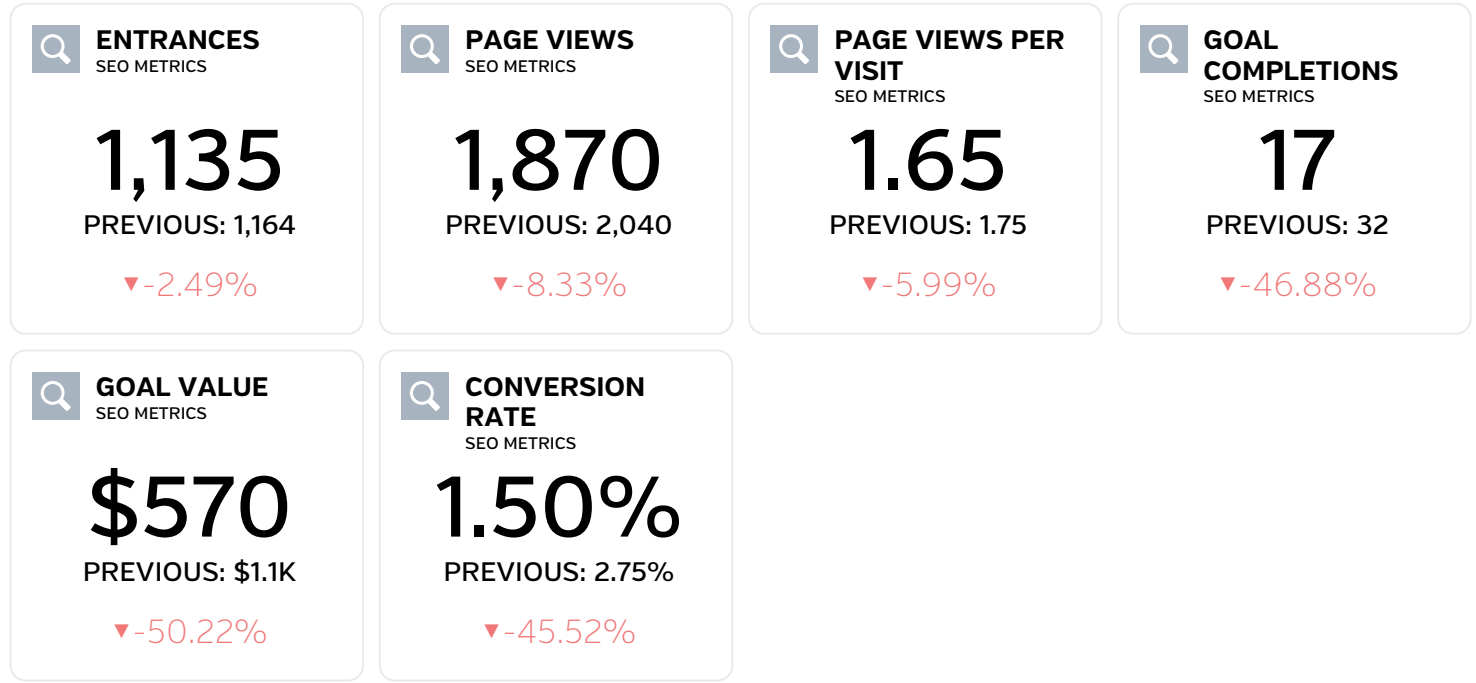 ENTRANCES
SEO METRICS
1,135
PREVIOUS: 1,164
▼-2.49%
PAGE VIEWS
SEO METRICS
1,870
PREVIOUS: 2,040
▼-8.33%
PAGE VIEWS PER
VISIT
SEO METRICS
1.65
PREVIOUS: 1.75
▼-5.99%
GOAL
COMPLETIONS
SEO METRICS
17
PREVIOUS: 32
▼-46.88%
GOAL VALUE
SEO METRICS
$570
PREVIOUS: $1.1K
▼-50.22%
CONVERSION
RATE
SEO METRICS
1.50%
PREVIOUS: 2.75%
▼-45.52%